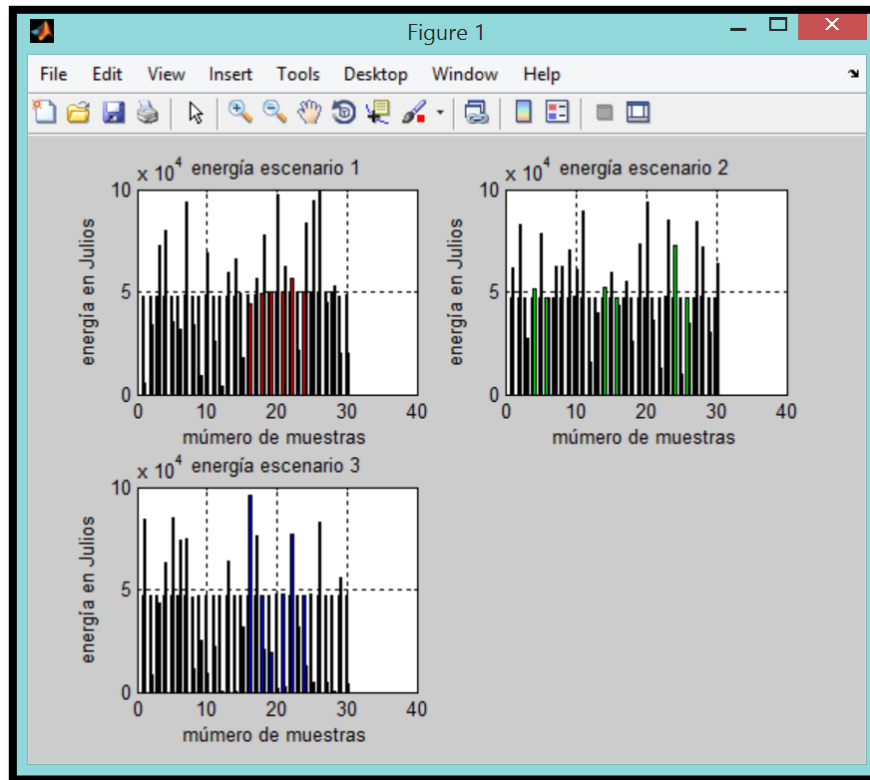 Figure 1
File Edit View Insert Tools Desktop Window Help
x 10^4 energía escenario 1
10
5
0
energía en Julios
0 10 20 30 40
múmero de muestras
x 10^4 energía escenario 2
10
5
0
energía en Julios
0 10 20 30 40
múmero de muestras
x 10^4 energía escenario 3
10
5
0
energía en Julios
0 10 20 30 40
múmero de muestras